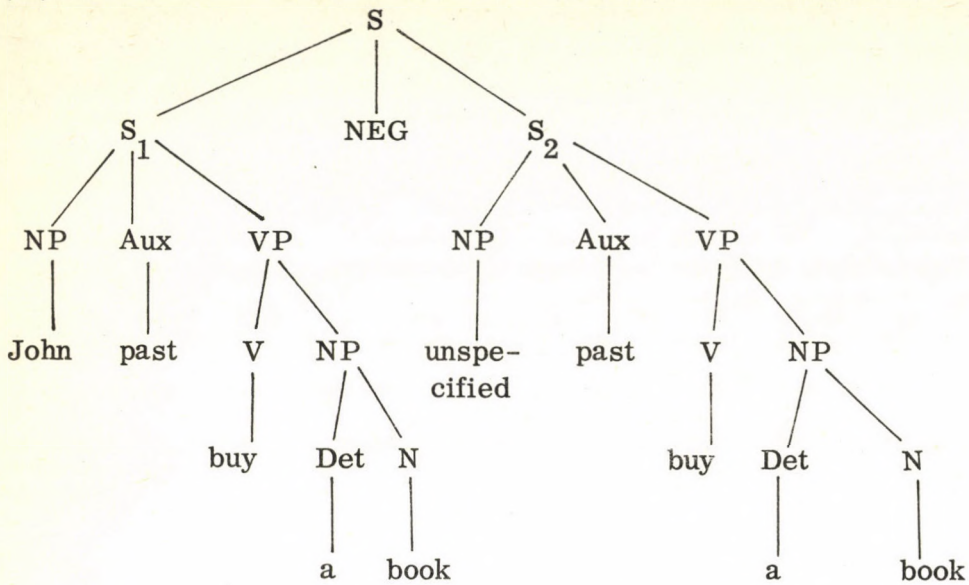 S
S1 NEG S2
NP Aux VP NP Aux VP
John past V NP unspe- past V NP
cified
buy Det N buy Det N
a book a book